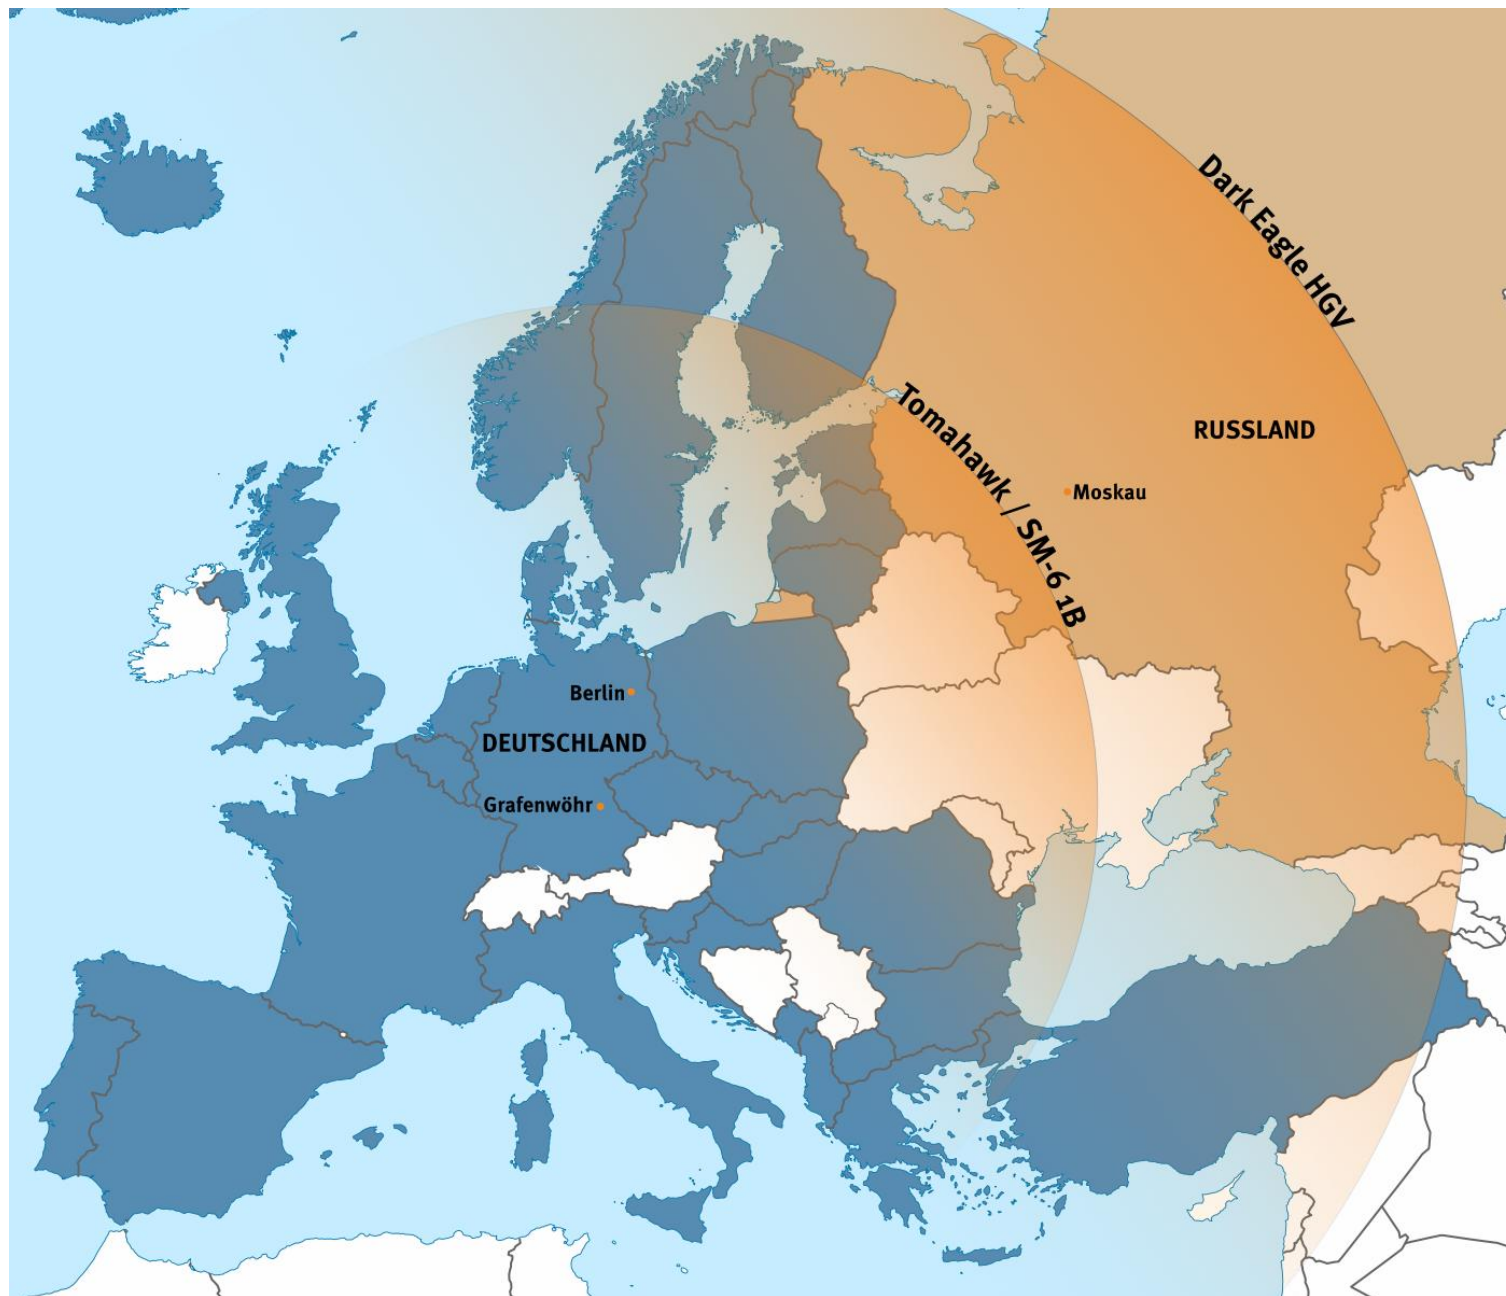 Dark Eagle HGV
Tomahawk / SM-6 1B
RUSSLAND
Moskau
Berlin
DEUTSCHLAND
Grafenwöhr